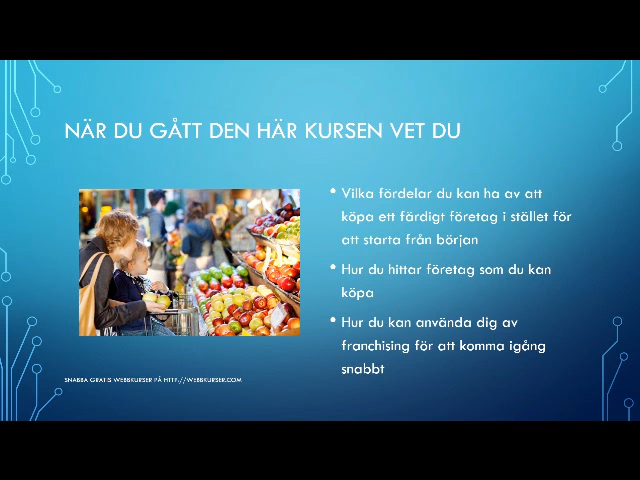 NÄR DU GÅTT DEN HÄR KURSEN VET DU
• Vilka fördelar du kan ha av att
köpa ett färdigt företag i stället för
att starta från början
• Hur du hittar företag som du kan
köpa
• Hur du kan använda dig av
franchising för att komma igång
snabbt
SNABBA GRATIS WEBBKURSER PÅ HTTP://WEBBKURSER.COM